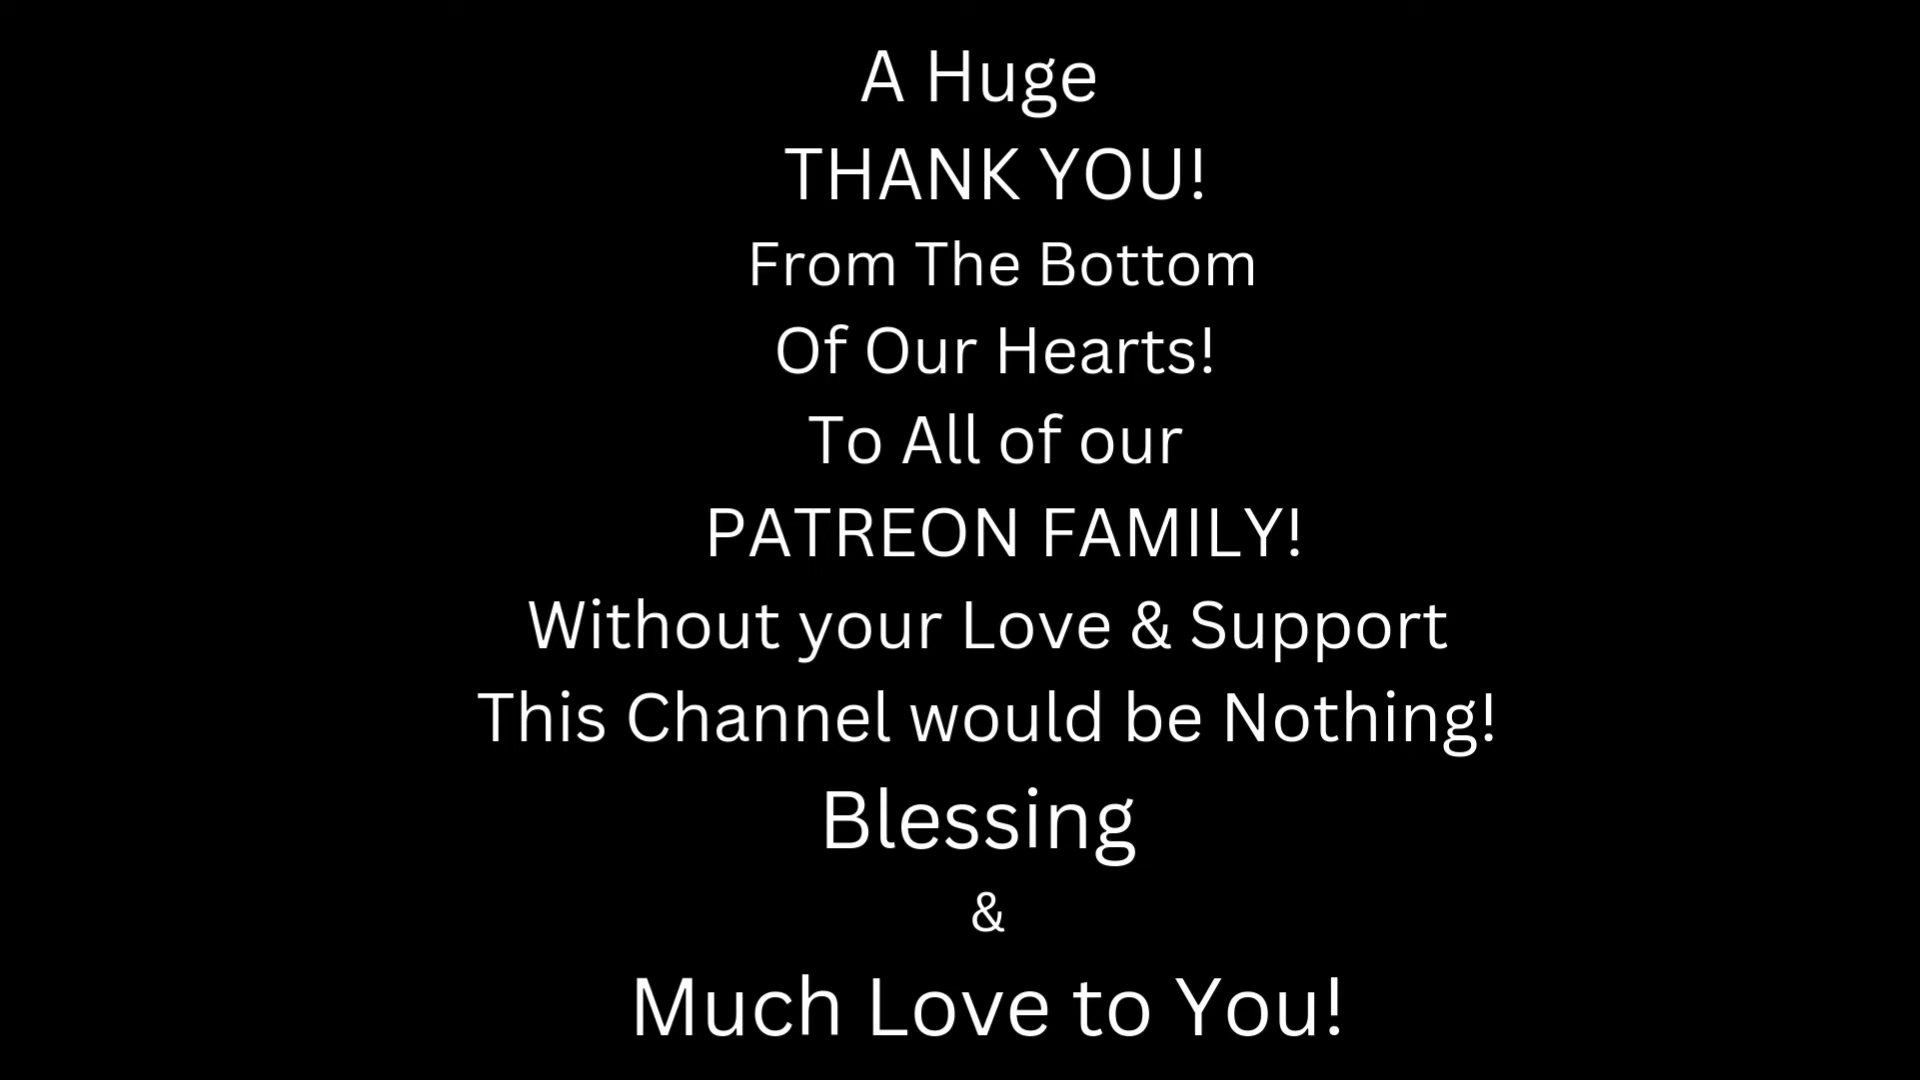 A Huge
THANK YOU!
From The Bottom
Of Our Hearts!
To All of our
PATREON FAMILY!
Without your Love & Support
This Channel would be Nothing!
Blessing
&
Much Love to You!